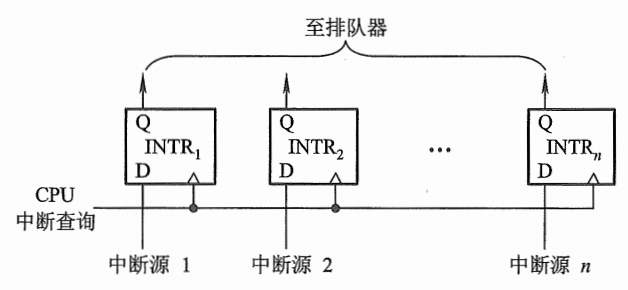 至排队器
Q Q Q
INTR₁ INTR₂ ··· INTRₙ
D D D
CPU
中断查询
中断源 1 中断源 2 中断源 n